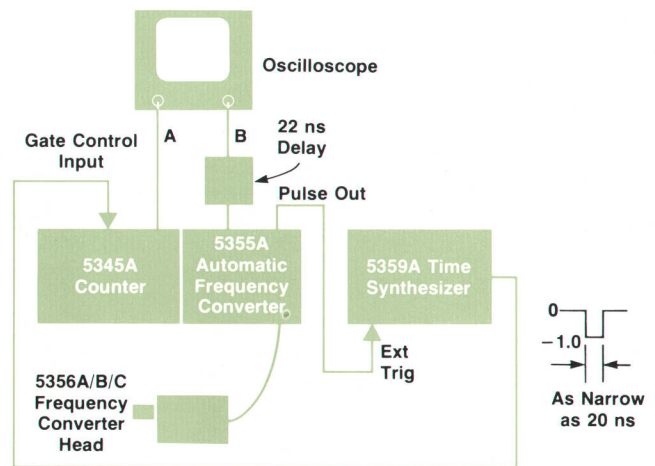 Oscilloscope
A
B
22 ns
Delay
Gate Control
Input
Pulse Out
5345A
Counter
5355A
Automatic
Frequency
Converter
5359A Time
Synthesizer
Ext
Trig
5356A/B/C
Frequency
Converter
Head
0
−1.0
As Narrow
as 20 ns